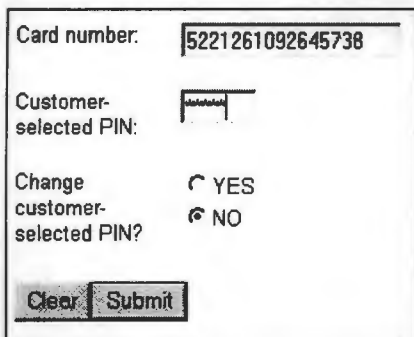 Card number: 5221261092645738
Customer-
selected PIN: ****
Change
customer-
selected PIN?
YES
NO
Clear Submit